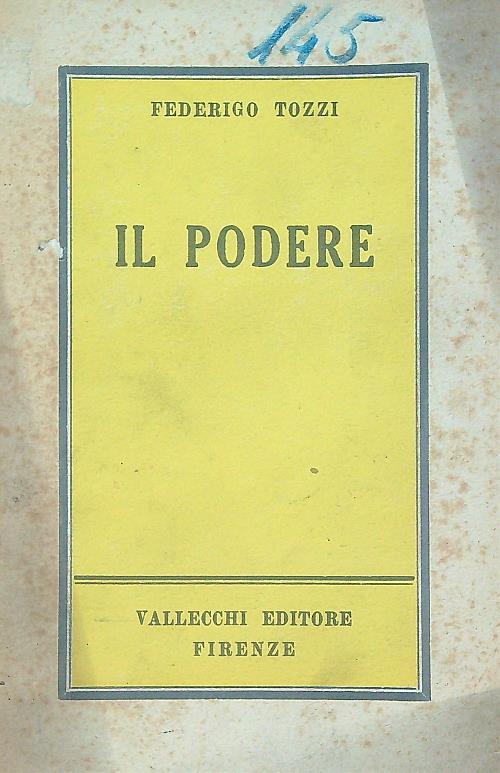 145
FEDERIGO TOZZI
IL PODERE
VALLECCHI EDITORE
FIRENZE